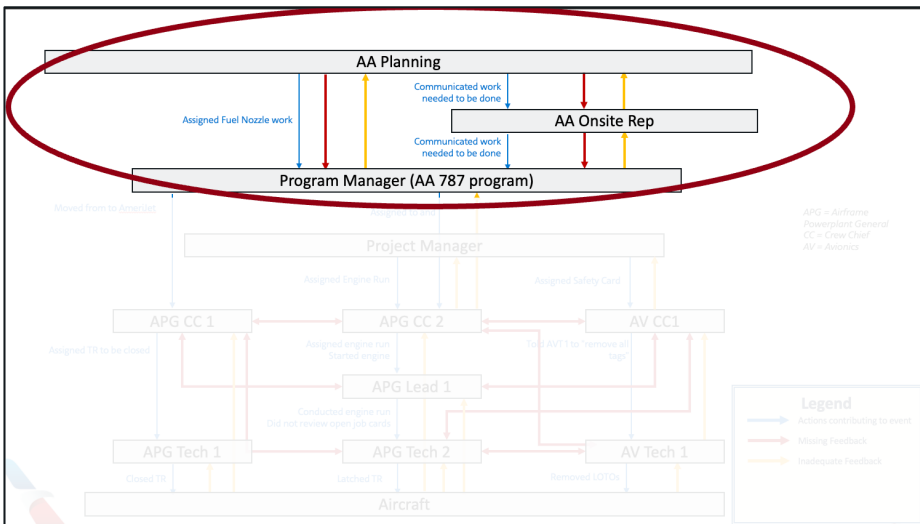 AA Planning
Communicated work
needed to be done
Assigned Fuel Nozzle work
AA Onsite Rep
Communicated work
needed to be done
Program Manager (AA 787 program)
Moved from to Amerijet
Assigned to
APG = Airframe
Powerplant General
CC = Crew Chief
AV = Avionics
Project Manager
Assigned Engine Run
Assigned Safety Card
APG CC 1
APG CC 2
AV CC1
Assigned TR to be closed
Assigned engine run
Started engine
Told AVT1 to "remove all
tags"
APG Lead 1
Conducted engine run
Did not review open job cards
Legend
Actions contributing to event
Missing Feedback
Inadequate Feedback
APG Tech 1
APG Tech 2
AV Tech 1
Closed TR
Latched TR
Removed LOTOs
Aircraft